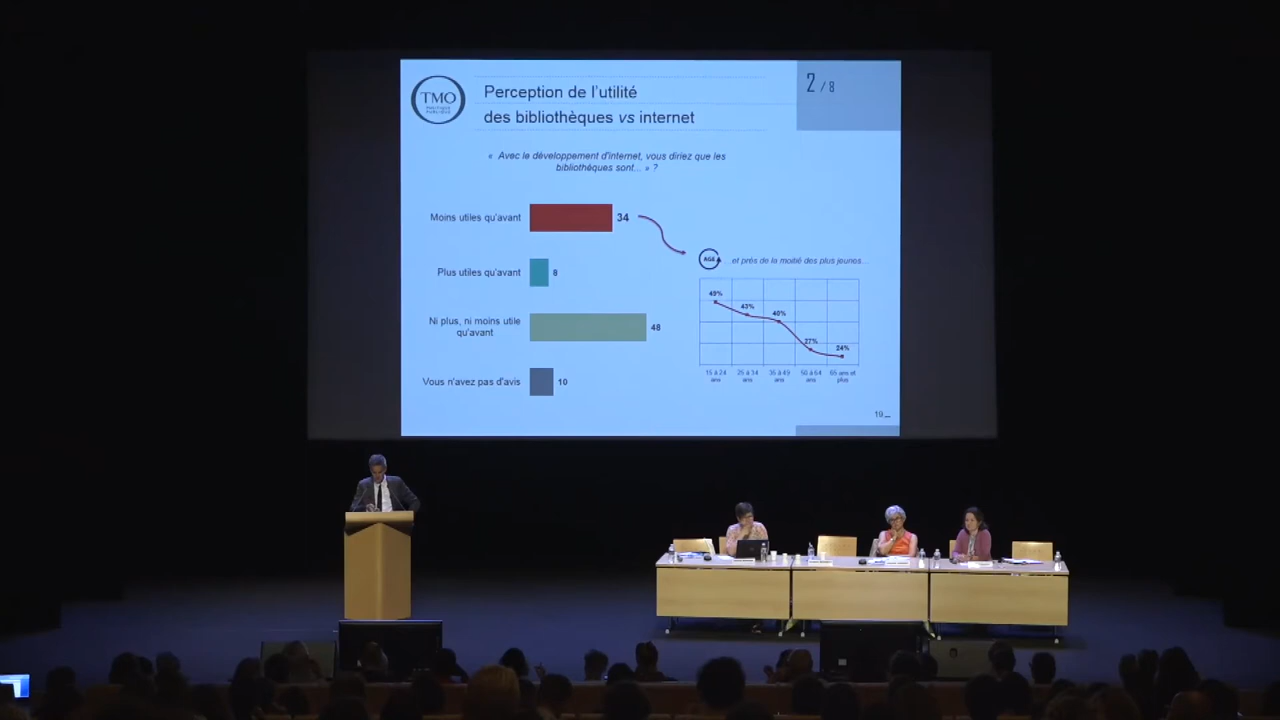 TMO
POLITIQUES
PUBLIQUES
Perception de l'utilité
des bibliothèques vs internet
2 / 8
« Avec le développement d'internet, vous diriez que les
bibliothèques sont... » ?
Moins utiles qu'avant
34
Plus utiles qu'avant
8
Ni plus, ni moins utile
qu'avant
48
Vous n'avez pas d'avis
10
AGE
...et près de la moitié des plus jeunes...
49%
43%
40%
27%
24%
15 à 24
ans
25 à 34
ans
35 à 49
ans
50 à 64
ans
65 ans et
plus
19